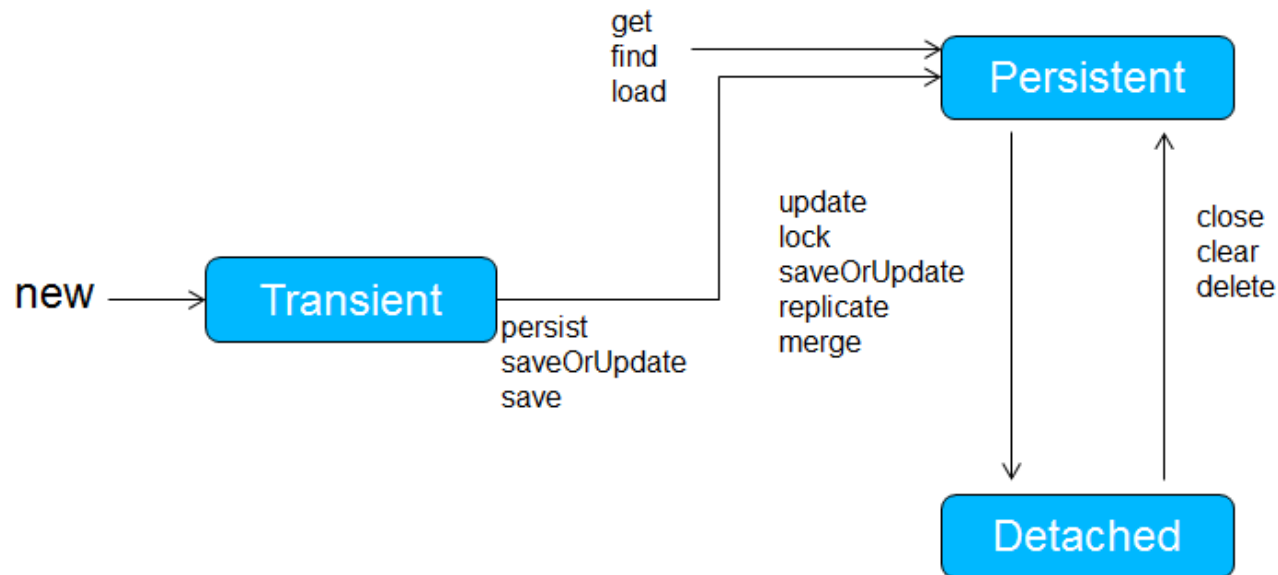 get
find
load
Persistent
update
lock
saveOrUpdate
replicate
merge
close
clear
delete
new
Transient
persist
saveOrUpdate
save
Detached